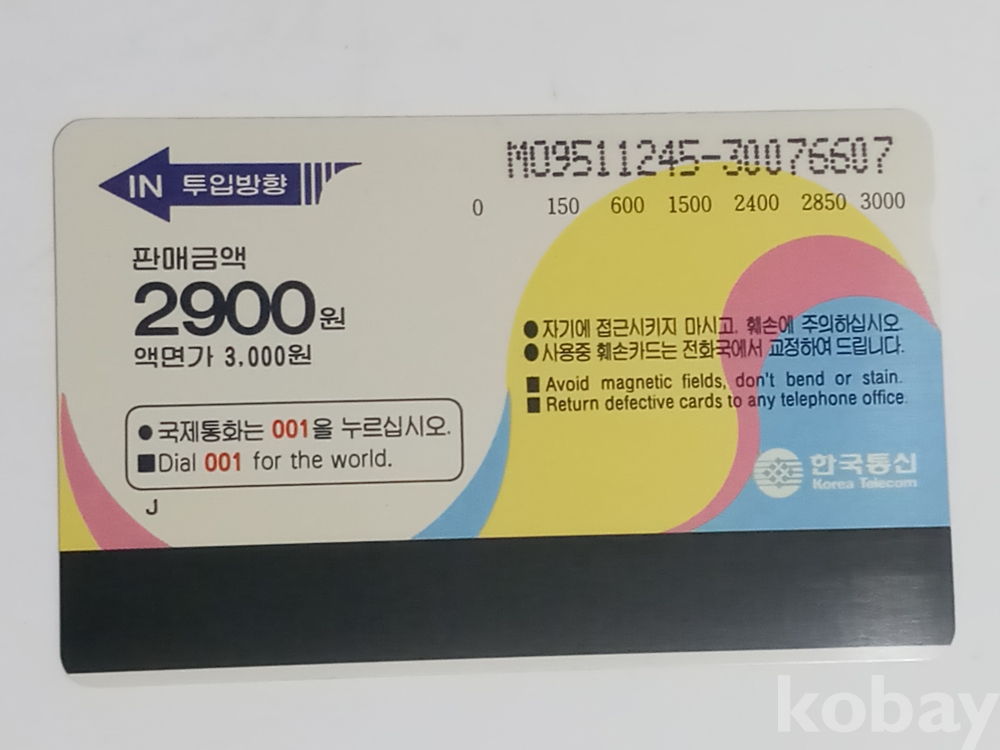 IN 투입방향
MO9511245-30076607
0 150 600 1500 2400 2850 3000
판매금액
2900원
액면가 3,000원
●자기에 접근시키지 마시고. 훼손에 주의하십시오.
●사용중 훼손카드는 전화국에서 교정하여 드립니다.
■Avoid magnetic fields, don't bend or stain.
■Return defective cards to any telephone office.
●국제통화는 001을 누르십시오.
■Dial 001 for the world.
J
한국통신
Korea Telecom
kobay